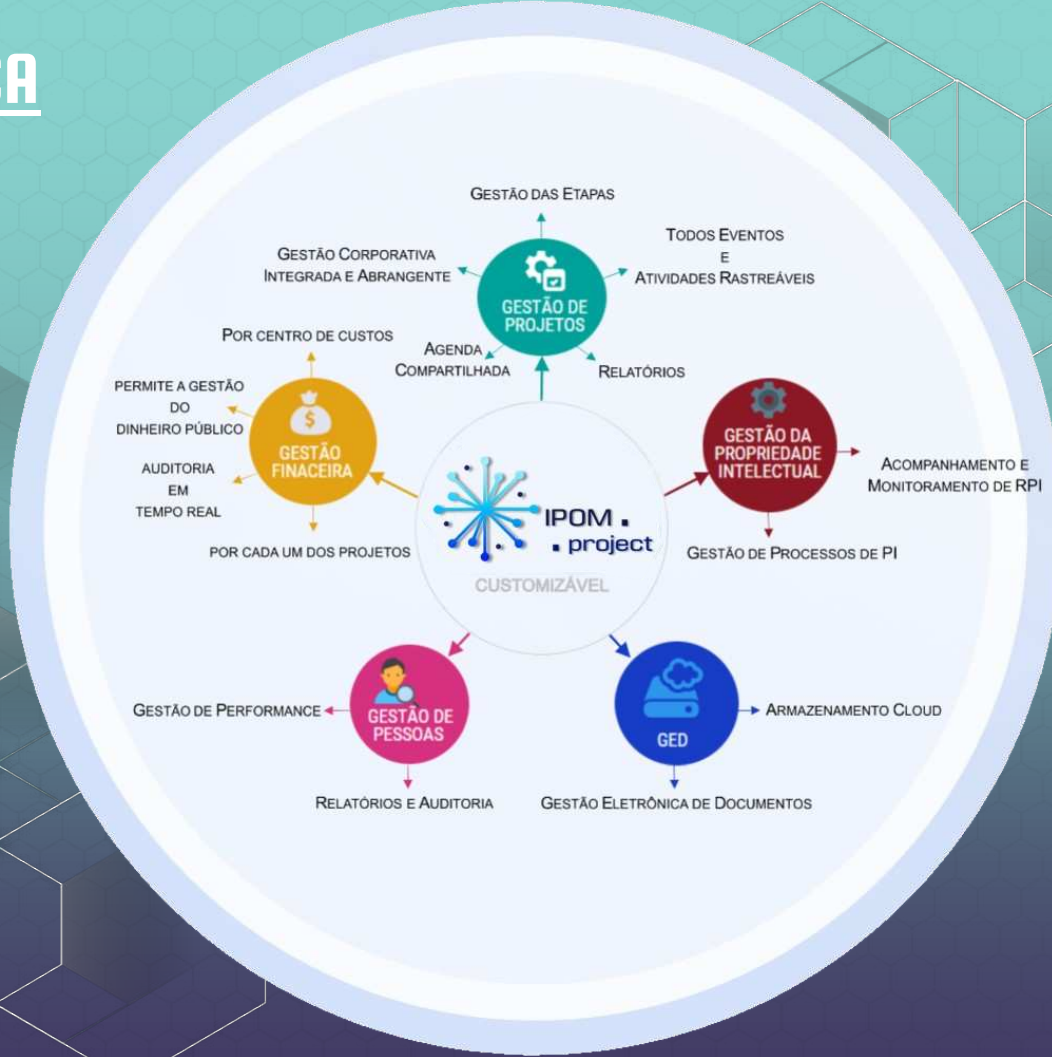 GESTÃO DAS ETAPAS
GESTÃO CORPORATIVA
INTEGRADA E ABRANGENTE
TODOS EVENTOS
E
ATIVIDADES RASTREÁVEIS
GESTÃO DE
PROJETOS
AGENDA
COMPARTILHADA
RELATÓRIOS
POR CENTRO DE CUSTOS
PERMITE A GESTÃO
DO
DINHEIRO PÚBLICO
$
GESTÃO
FINACEIRA
AUDITORIA
EM
TEMPO REAL
POR CADA UM DOS PROJETOS
GESTÃO DA
PROPRIEDADE
INTELECTUAL
ACOMPANHAMENTO E
MONITORAMENTO DE RPI
GESTÃO DE PROCESSOS DE PI
IPOM .
. project
CUSTOMIZÁVEL
GESTÃO DE PERFORMANCE
GESTÃO DE
PESSOAS
RELATÓRIOS E AUDITORIA
GED
ARMAZENAMENTO CLOUD
GESTÃO ELETRÔNICA DE DOCUMENTOS